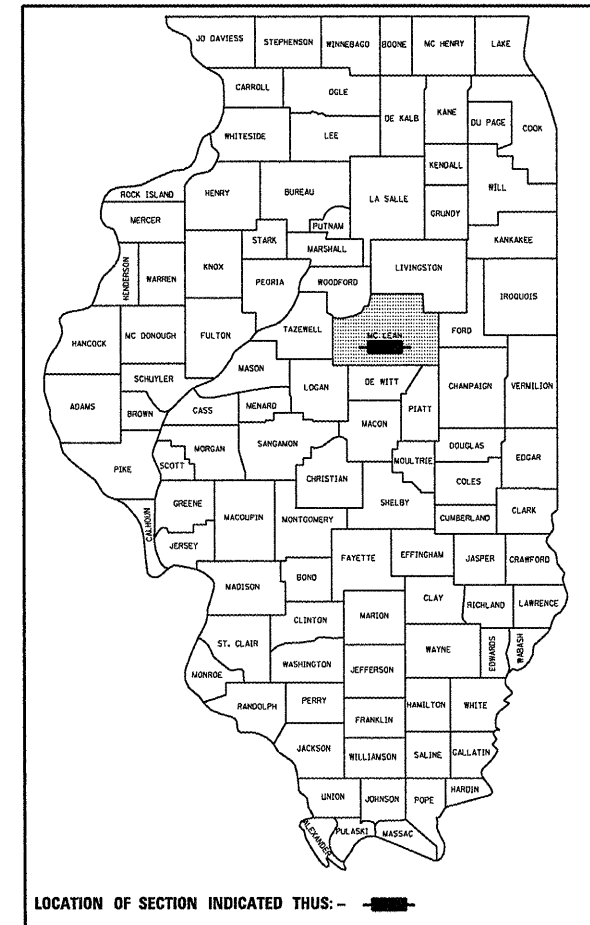 JO DAVIESS STEPHENSON WINNEBAGO BOONE MC HENRY LAKE
CARROLL OGLE DE KALB KANE DU PAGE COOK
WHITESIDE LEE KENDALL WILL
ROCK ISLAND HENRY BUREAU LA SALLE GRUNDY
MERCER PUTNAM KANKAKEE
STARK MARSHALL
HENDERSON WARREN KNOX PEORIA WOODFORD LIVINGSTON IROQUOIS
HANCOCK MC DONOUGH FULTON TAZEWELL MC LEAN FORD
MASON
SCHUYLER LOGAN DE WITT CHAMPAIGN VERMILION
ADAMS BROWN CASS MENARD MACON PIATT
MORGAN SANGAMON DOUGLAS EDGAR
PIKE SCOTT CHRISTIAN MOULTRIE COLES
GREENE MACOUPIN MONTGOMERY SHELBY CUMBERLAND CLARK
CALHOUN JERSEY FAYETTE EFFINGHAM JASPER CRAWFORD
MADISON BOND CLAY RICHLAND LAWRENCE
CLINTON MARION
ST. CLAIR WAYNE EDWARDS WABASH
WASHINGTON JEFFERSON
MONROE
RANDOLPH PERRY HAMILTON WHITE
FRANKLIN
JACKSON WILLIAMSON SALINE GALLATIN
UNION JOHNSON POPE HARDIN
ALEXANDER PULASKI MASSAC
LOCATION OF SECTION INDICATED THUS: -